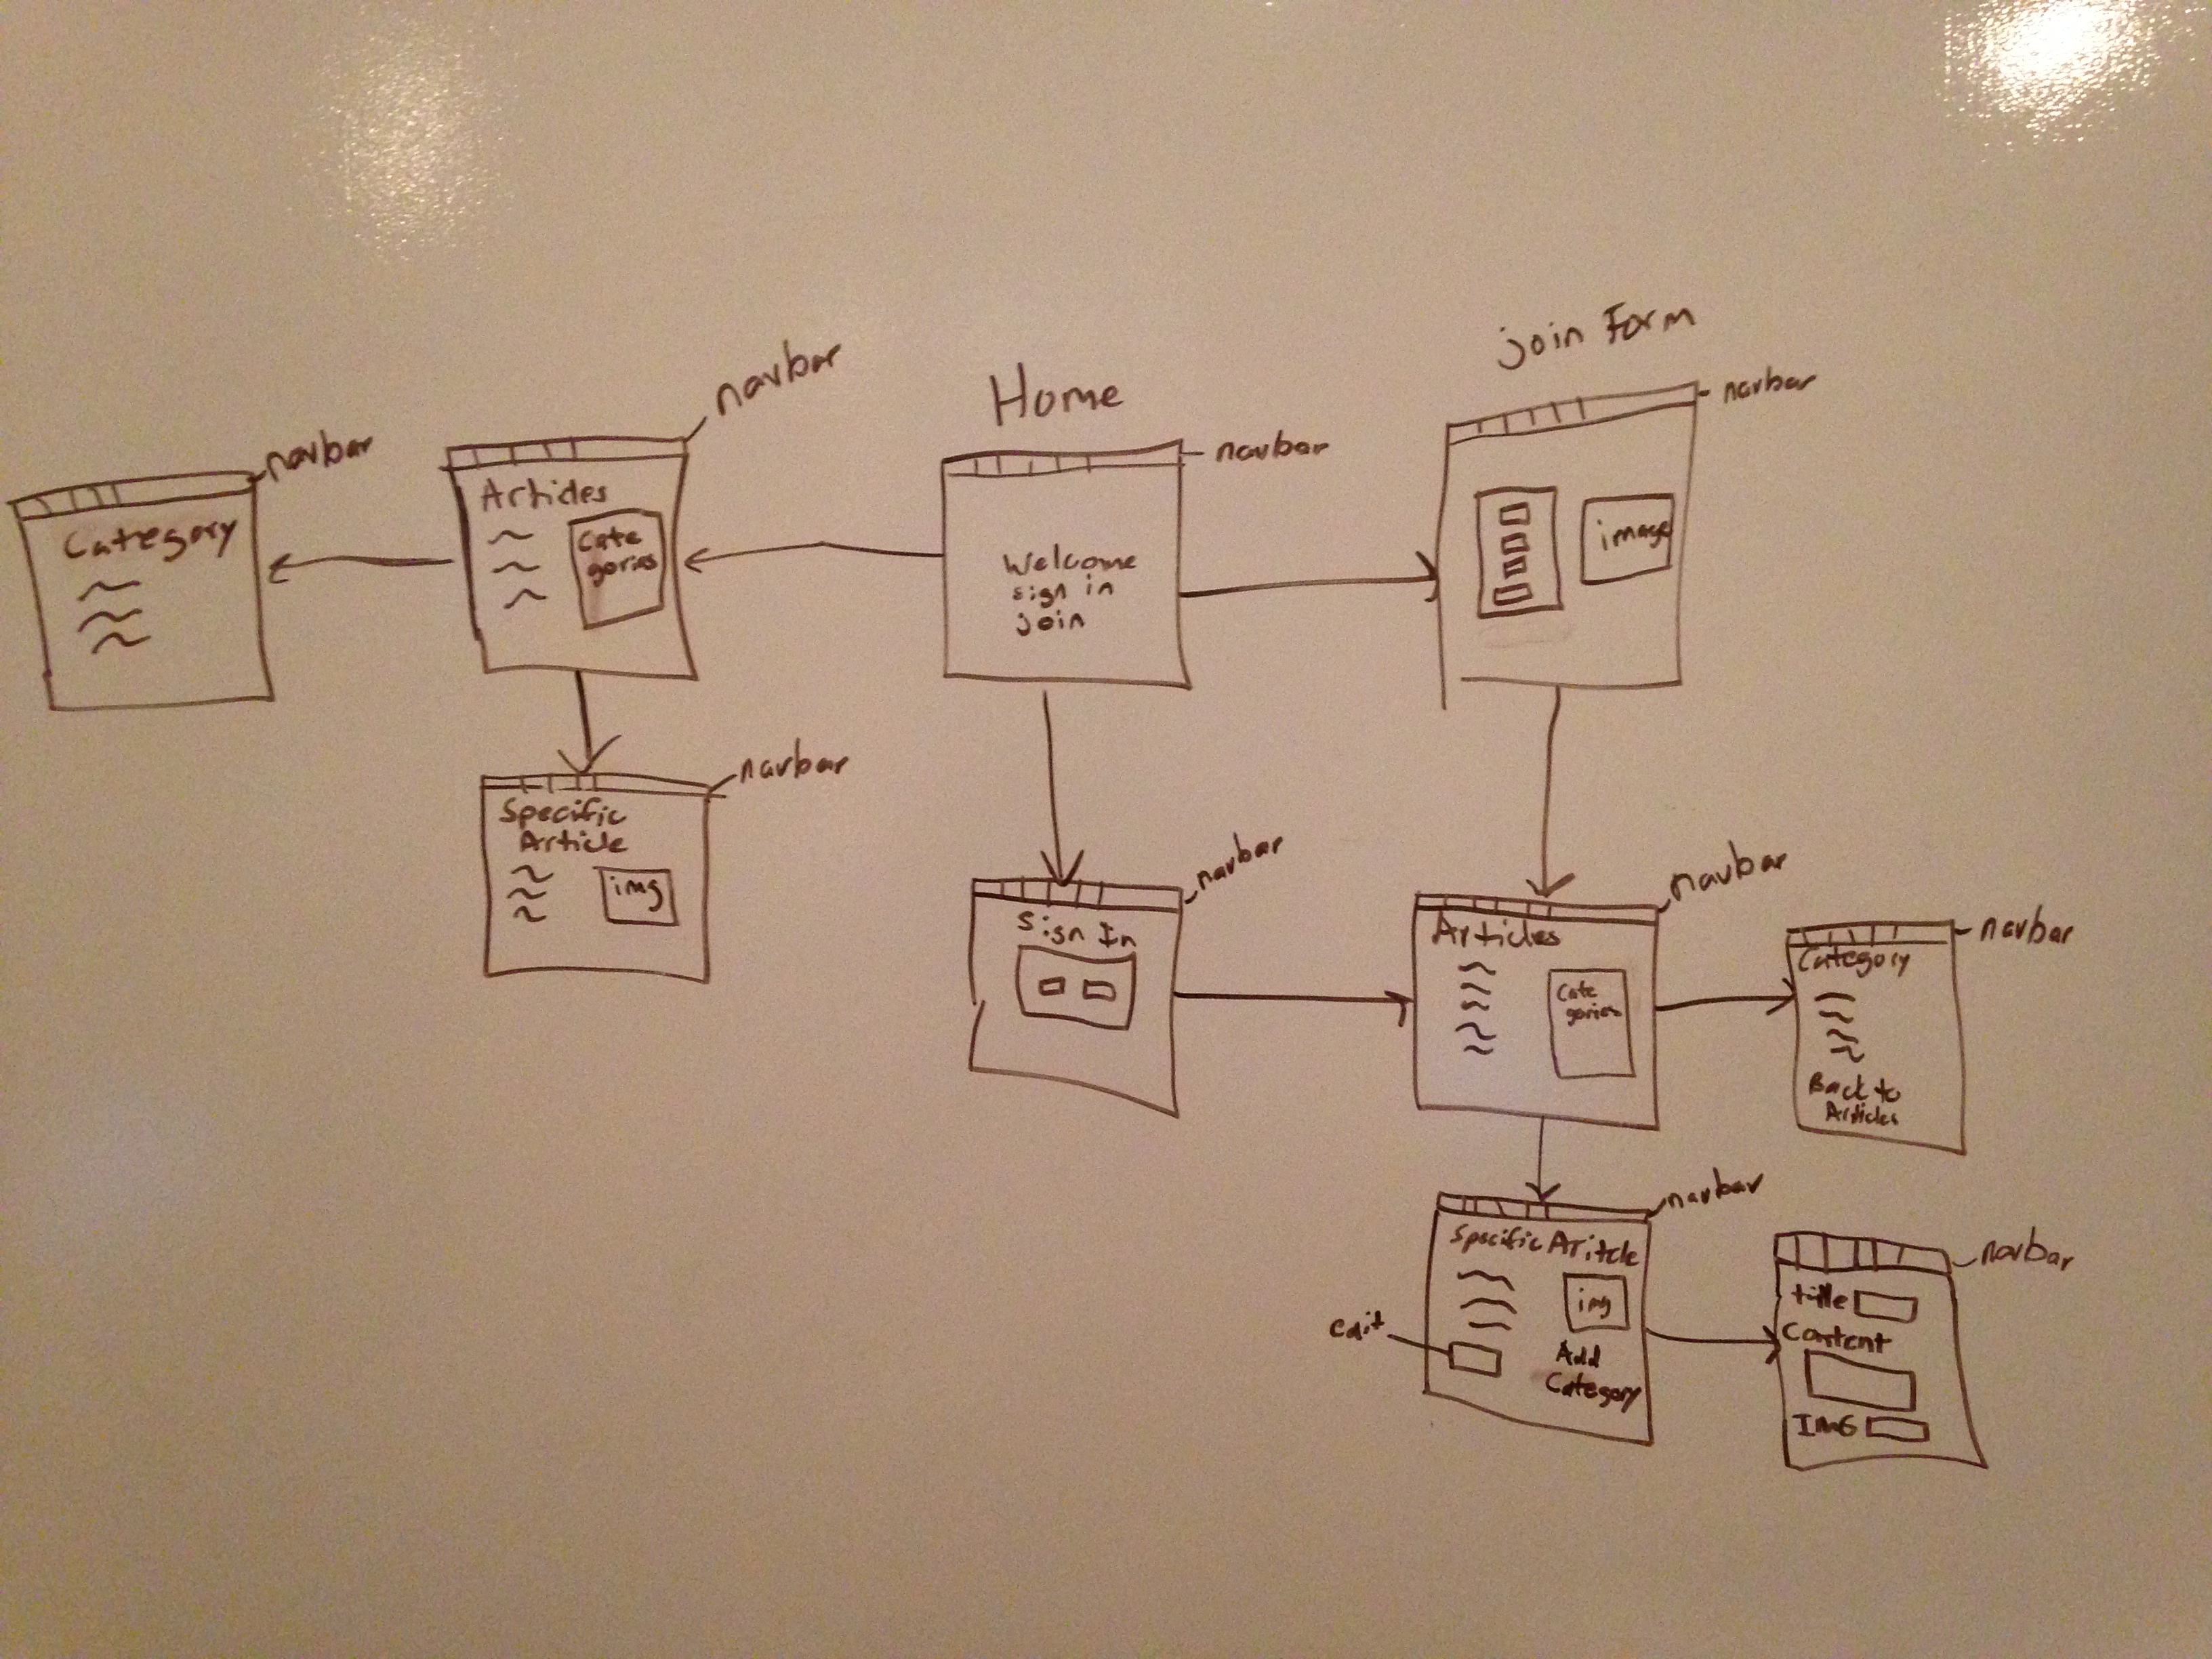 join Form
navbar
Home
navbar
navbar
navbar
Category
Articles
Cate
gories
Welcome
sign in
join
image
navbar
Specific
Article
img
navbar
Sign In
navbar
Articles
Cate
gories
navbar
Category
Back to
Articles
navbar
Specific Aritcle
img
edit
Add
Category
navbar
title
Content
IMG